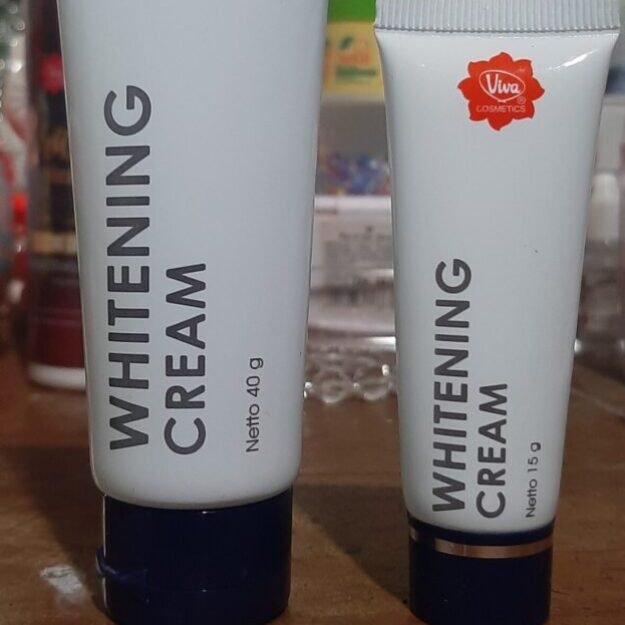 WHITENING
CREAM
Netto 40 g
Viva
COSMETICS
WHITENING
CREAM
Netto 15 g